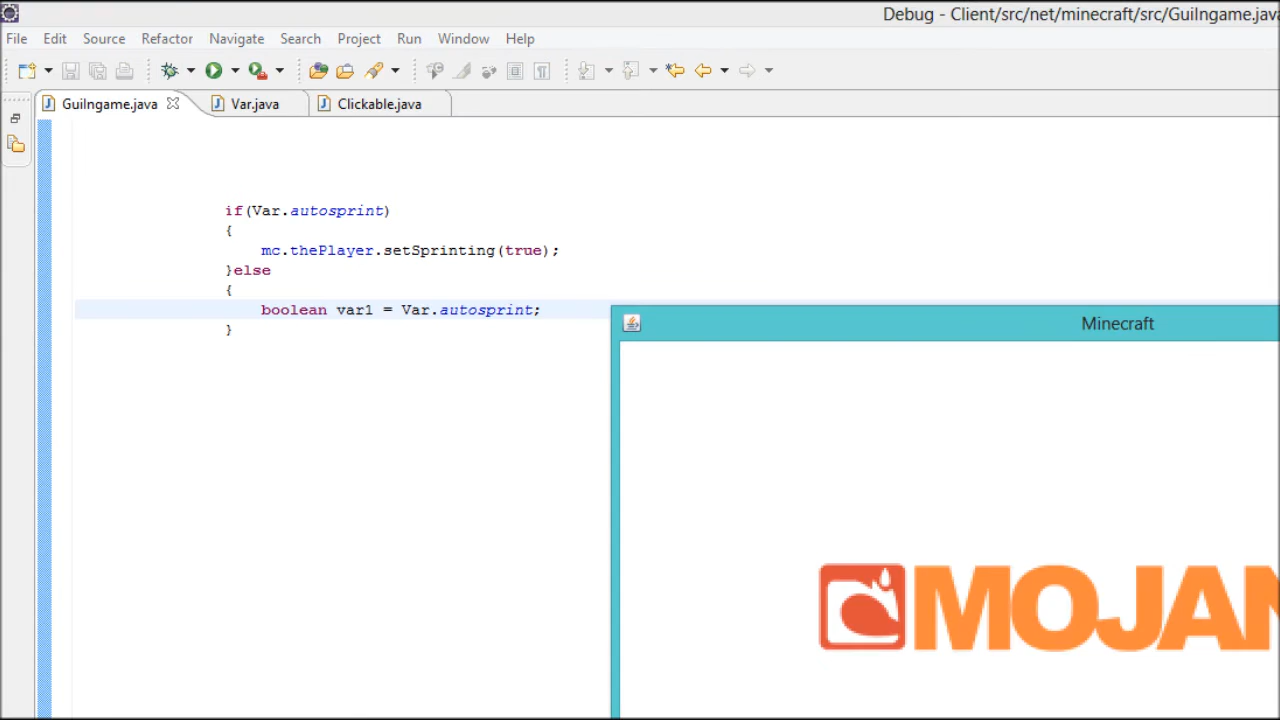 Debug - Client/src/net/minecraft/src/GuiIngame.java
File Edit Source Refactor Navigate Search Project Run Window Help
GuiIngame.java Var.java Clickable.java
if(Var.autosprint)
{
mc.thePlayer.setSprinting(true);
}else
{
boolean var1 = Var.autosprint;
}
Minecraft
MOJAN